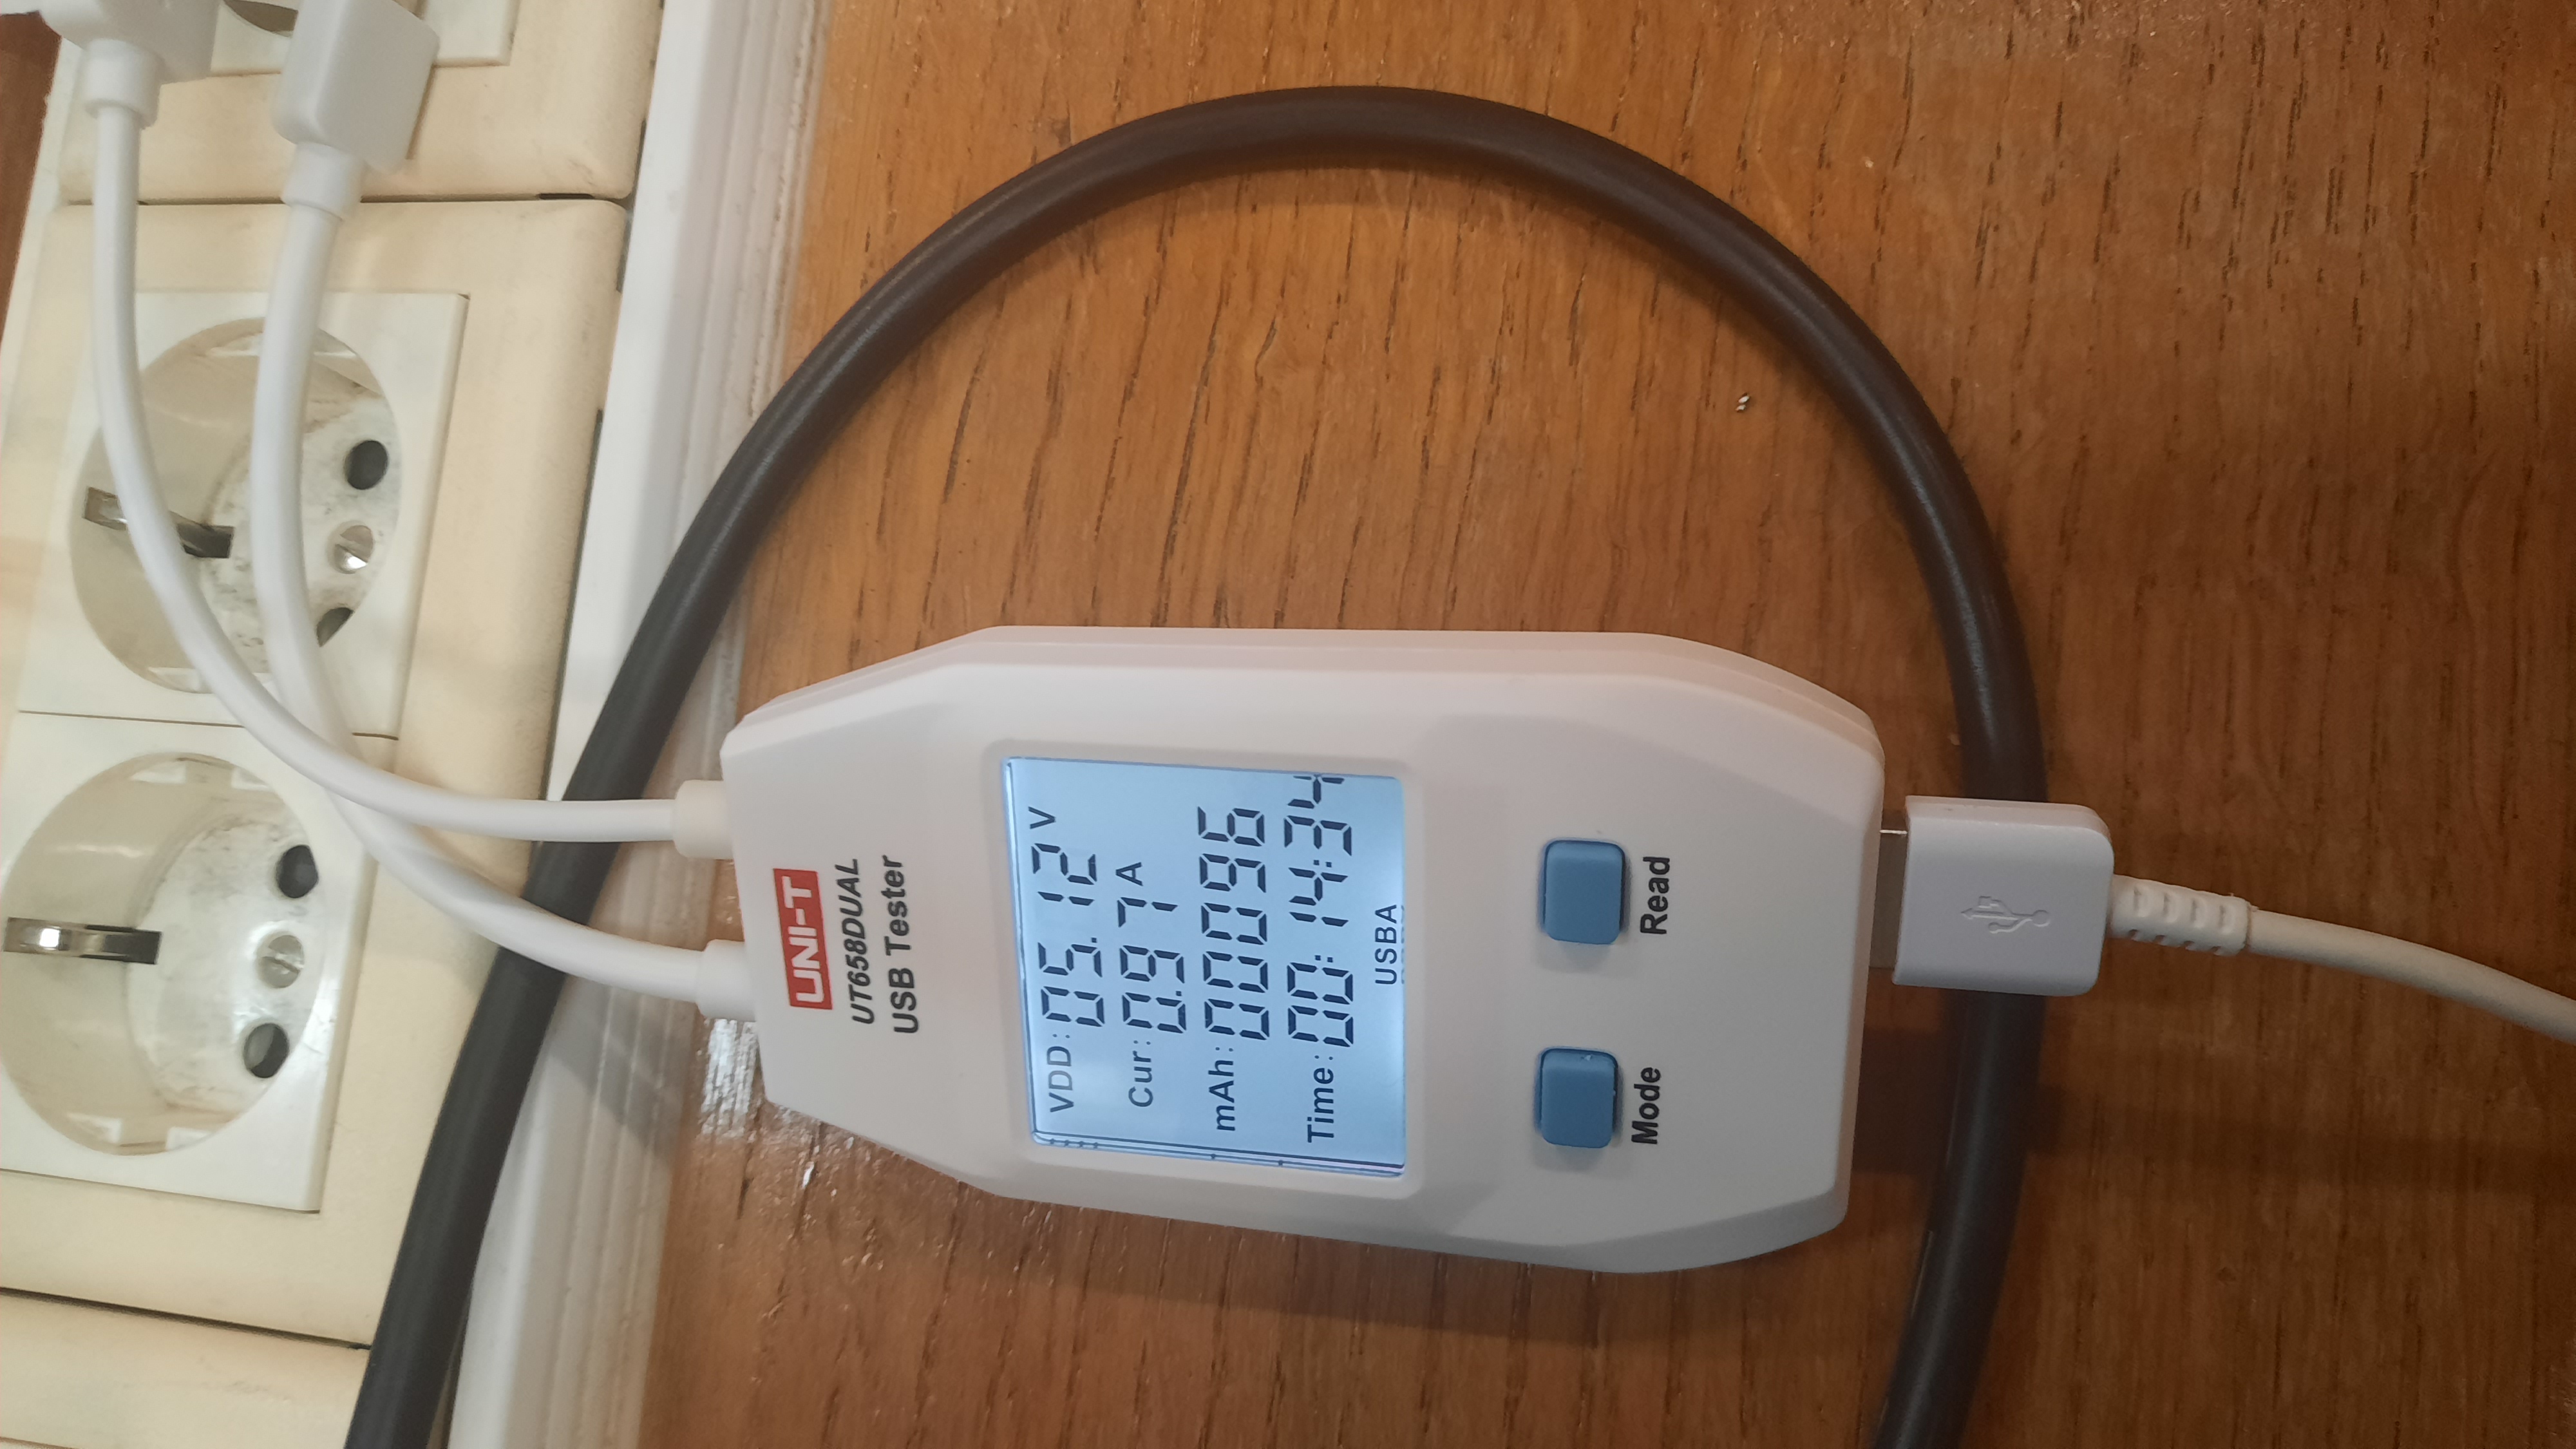 UNI-T
UT658DUAL
USB Tester
VDD: 05.12 V
Cur: 0.97 A
mAh: 00096
Time: 00:14:34
USBA
Mode
Read